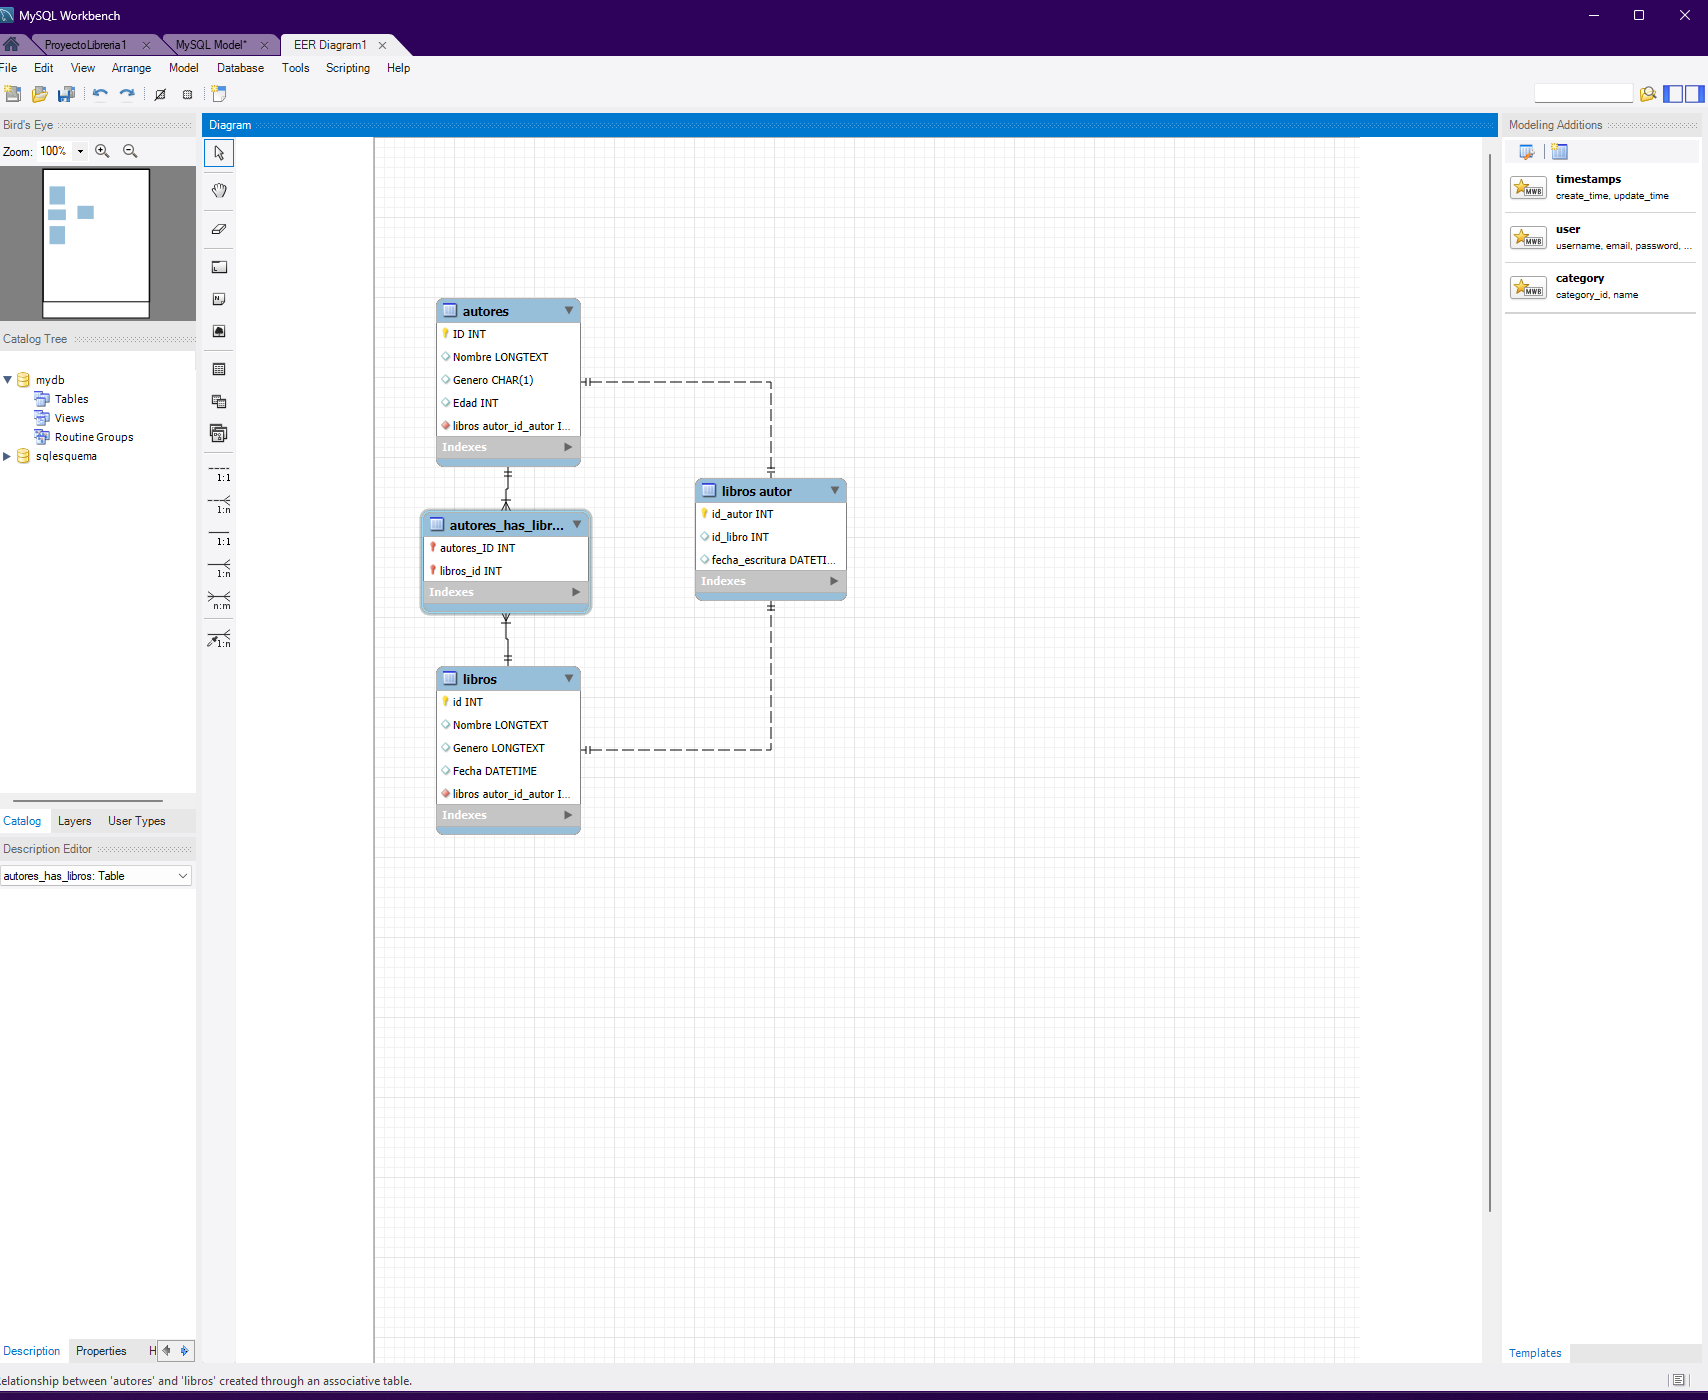 MySQL Workbench
ProyectoLibreria1
MySQL Model*
EER Diagram1
File Edit View Arrange Model Database Tools Scripting Help
Bird's Eye
Zoom: 100%
Catalog Tree
mydb
Tables
Views
Routine Groups
sqlesquema
Catalog Layers User Types
Description Editor
autores_has_libros: Table
Description Properties H
Diagram
1:1
1:n
1:1
1:n
n:m
1:n
autores
ID INT
Nombre LONGTEXT
Genero CHAR(1)
Edad INT
libros autor_id_autor I...
Indexes
autores_has_libr...
autores_ID INT
libros_id INT
Indexes
libros
id INT
Nombre LONGTEXT
Genero LONGTEXT
Fecha DATETIME
libros autor_id_autor I...
Indexes
libros autor
id_autor INT
id_libro INT
fecha_escritura DATETI...
Indexes
Modeling Additions
MWB
timestamps
create_time, update_time
MWB
user
username, email, password, ...
MWB
category
category_id, name
Templates
elationship between 'autores' and 'libros' created through an associative table.